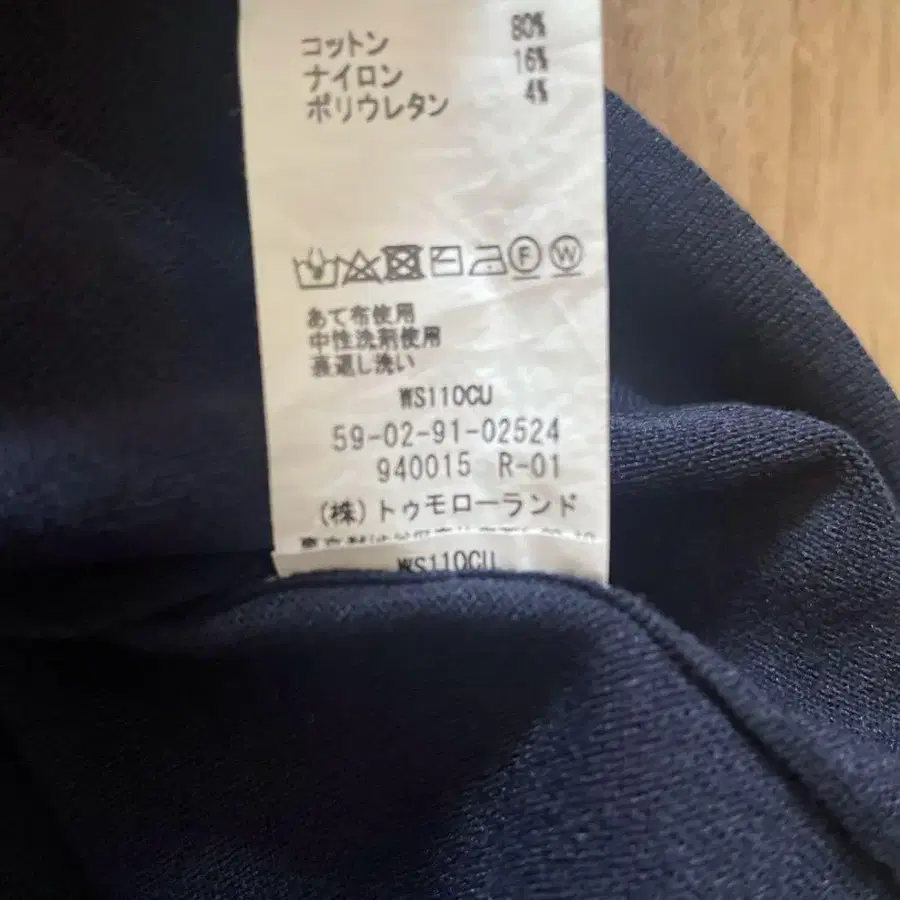 コットン 80%
ナイロン 16%
ポリウレタン 4%
F W
あて布使用
中性洗剤使用
裏返し洗い
WS110CU
59-02-91-02524
940015 R-01
(株)トゥモローランド
WS110CU